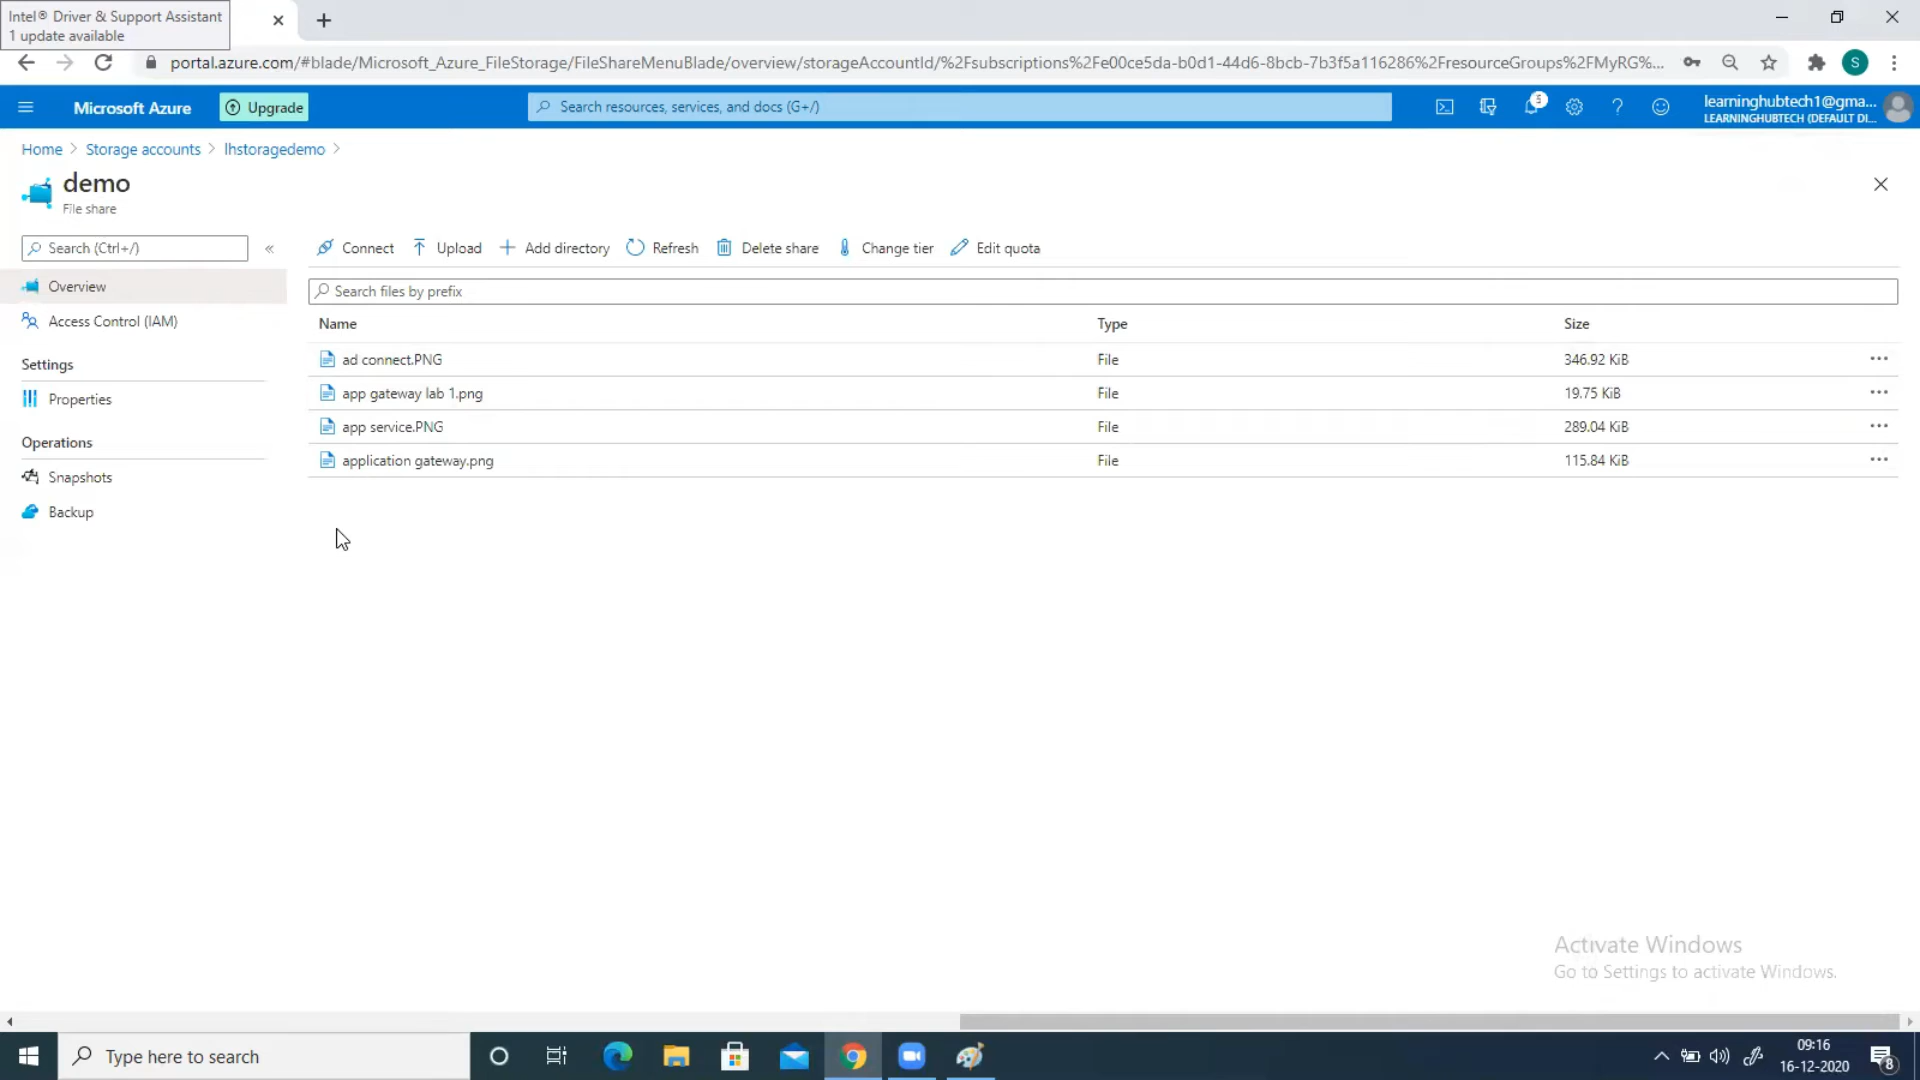 Intel® Driver & Support Assistant
1 update available
portal.azure.com/#blade/Microsoft_Azure_FileStorage/FileShareMenuBlade/overview/storageAccountId/%2Fsubscriptions%2Fe00ce5da-b0d1-44d6-8bcb-7b3f5a116286%2FresourceGroups%2FMyRG%...
S
Microsoft Azure
Upgrade
Search resources, services, and docs (G+/)
5
learninghubtech1@gma...
LEARNINGHUBTECH (DEFAULT DI...
Home > Storage accounts > lhstoragedemo >
demo
File share
Search (Ctrl+/)
Connect Upload Add directory Refresh Delete share Change tier Edit quota
Overview
Access Control (IAM)
Settings
Properties
Operations
Snapshots
Backup
Search files by prefix
Name Type Size
ad connect.PNG File 346.92 KiB
app gateway lab 1.png File 19.75 KiB
app service.PNG File 289.04 KiB
application gateway.png File 115.84 KiB
Activate Windows
Go to Settings to activate Windows.
Type here to search
09:16
16-12-2020
8